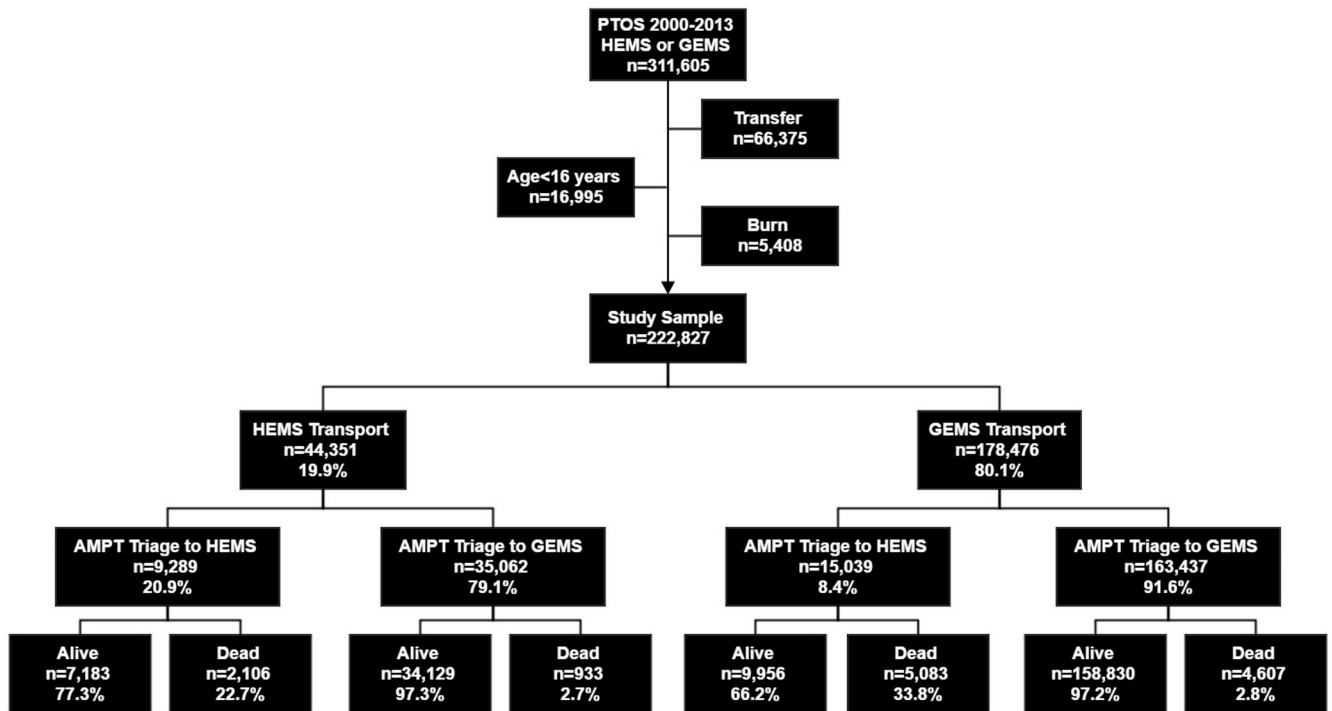 PTOS 2000-2013
HEMS or GEMS
n=311,605
Transfer
n=66,375
Age<16 years
n=16,995
Burn
n=5,408
Study Sample
n=222,827
HEMS Transport
n=44,351
19.9%
GEMS Transport
n=178,476
80.1%
AMPT Triage to HEMS
n=9,289
20.9%
AMPT Triage to GEMS
n=35,062
79.1%
AMPT Triage to HEMS
n=15,039
8.4%
AMPT Triage to GEMS
n=163,437
91.6%
Alive
n=7,183
77.3%
Dead
n=2,106
22.7%
Alive
n=34,129
97.3%
Dead
n=933
2.7%
Alive
n=9,956
66.2%
Dead
n=5,083
33.8%
Alive
n=158,830
97.2%
Dead
n=4,607
2.8%